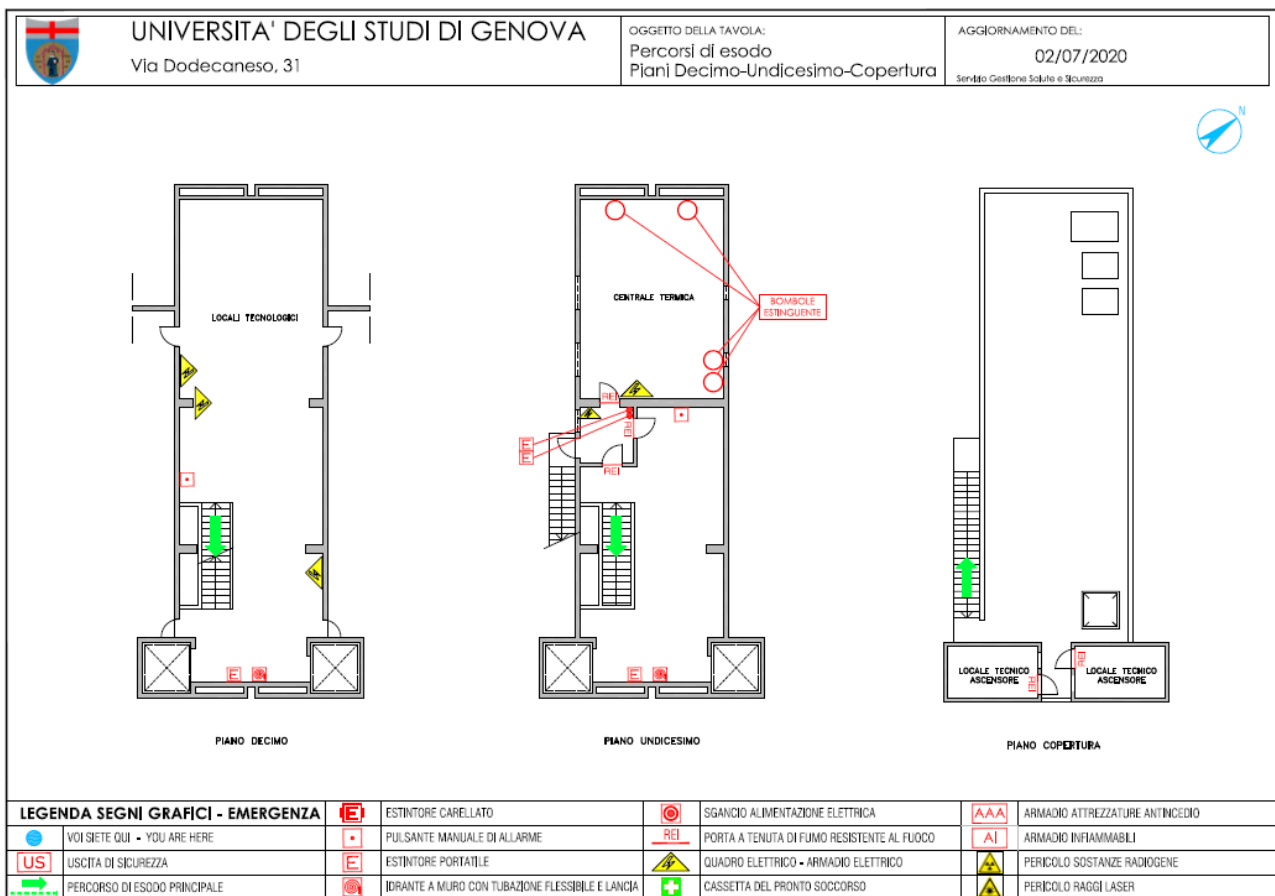 UNIVERSITA' DEGLI STUDI DI GENOVA
Via Dodecaneso, 31
OGGETTO DELLA TAVOLA:
Percorsi di esodo
Piani Decimo-Undicesimo-Copertura
AGGIORNAMENTO DEL:
02/07/2020
Servizio Gestione Salute e Sicurezza
N
LOCALI TECNOLOGICI
E
PIANO DECIMO
CENTRALE TERMICA
BOMBOLE
ESTINGUENTE
REI
REI
E
E
REI
E
PIANO UNDICESIMO
REI
LOCALE TECNICO
ASCENSORE
REI
LOCALE TECNICO
ASCENSORE
PIANO COPERTURA
LEGENDA SEGNI GRAFICI - EMERGENZA
VOI SIETE QUI - YOU ARE HERE
US USCITA DI SICUREZZA
PERCORSO DI ESODO PRINCIPALE
E ESTINTORE CARELLATO
PULSANTE MANUALE DI ALLARME
E ESTINTORE PORTATILE
IDRANTE A MURO CON TUBAZIONE FLESSIBILE E LANCIA
SGANCIO ALIMENTAZIONE ELETTRICA
REI PORTA A TENUTA DI FUMO RESISTENTE AL FUOCO
QUADRO ELETTRICO - ARMADIO ELETTRICO
CASSETTA DEL PRONTO SOCCORSO
AAA ARMADIO ATTREZZATURE ANTINCEDIO
AI ARMADIO INFIAMMABILI
PERICOLO SOSTANZE RADIOGENE
PERICOLO RAGGI LASER